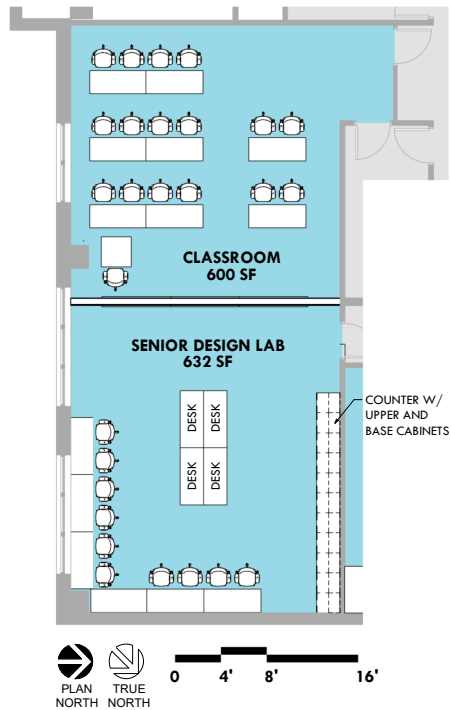 CLASSROOM
600 SF
SENIOR DESIGN LAB
632 SF
COUNTER W/
UPPER AND
BASE CABINETS
DESK DESK
DESK DESK
PLAN
NORTH
TRUE
NORTH
0 4' 8' 16'